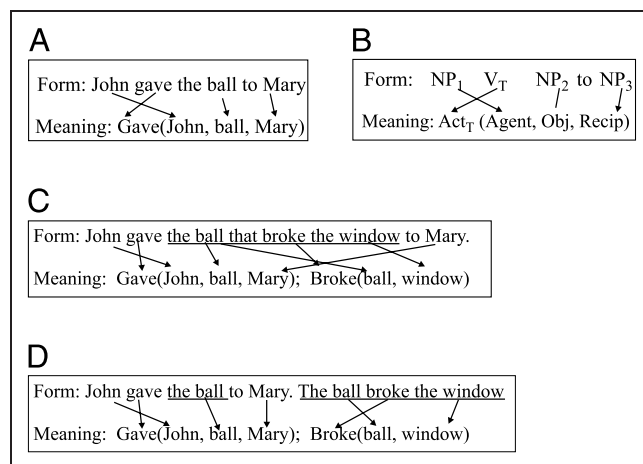 A
Form: John gave the ball to Mary
Meaning: Gave(John, ball, Mary)
B
Form: NP1 VT NP2 to NP3
Meaning: ActT (Agent, Obj, Recip)
C
Form: John gave the ball that broke the window to Mary.
Meaning: Gave(John, ball, Mary); Broke(ball, window)
D
Form: John gave the ball to Mary. The ball broke the window
Meaning: Gave(John, ball, Mary); Broke(ball, window)